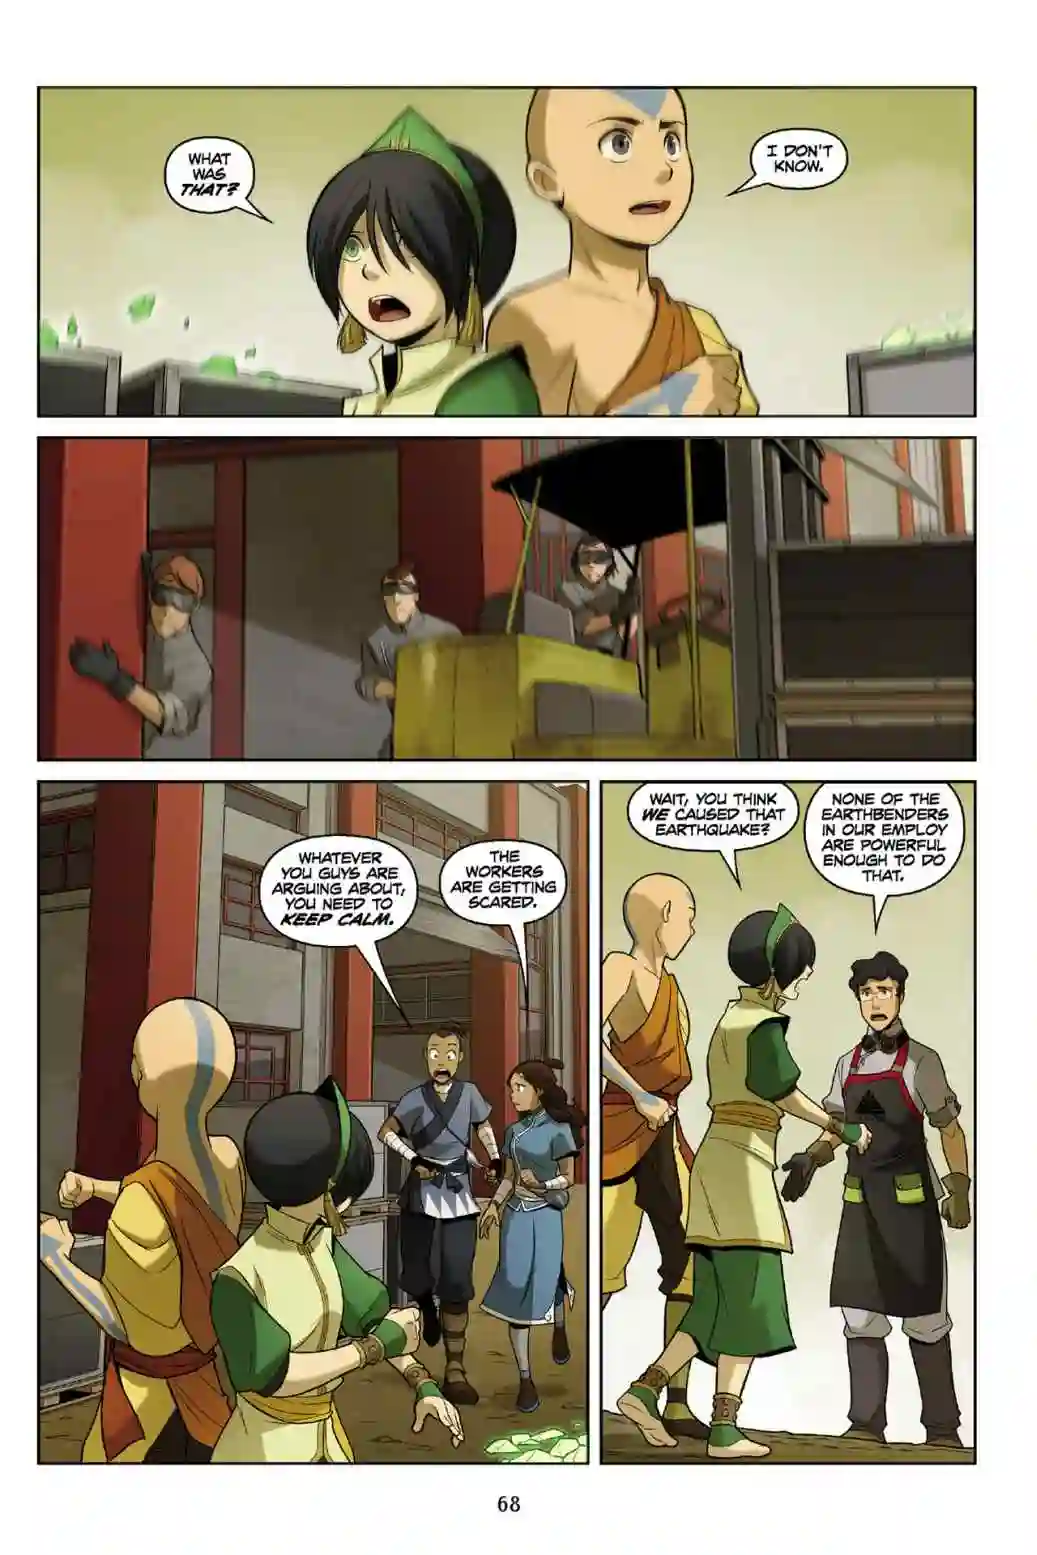 WHAT
WAS
THAT?
I DON'T
KNOW.
WHATEVER
YOU GUYS ARE
ARGUING ABOUT,
YOU NEED TO
KEEP CALM.
THE
WORKERS
ARE GETTING
SCARED.
WAIT, YOU THINK
WE CAUSED THAT
EARTHQUAKE?
NONE OF THE
EARTHBENDERS
IN OUR EMPLOY
ARE POWERFUL
ENOUGH TO DO
THAT.
68